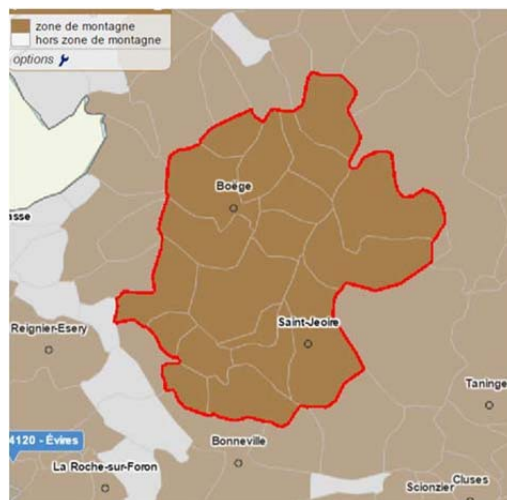 zone de montagne
hors zone de montagne
options
Boëge
asse
Saint-Jeoire
Reignier-Esery
Taninge
4120 - Évires
Bonneville
La Roche-sur-Foron
Cluses
Scionzier